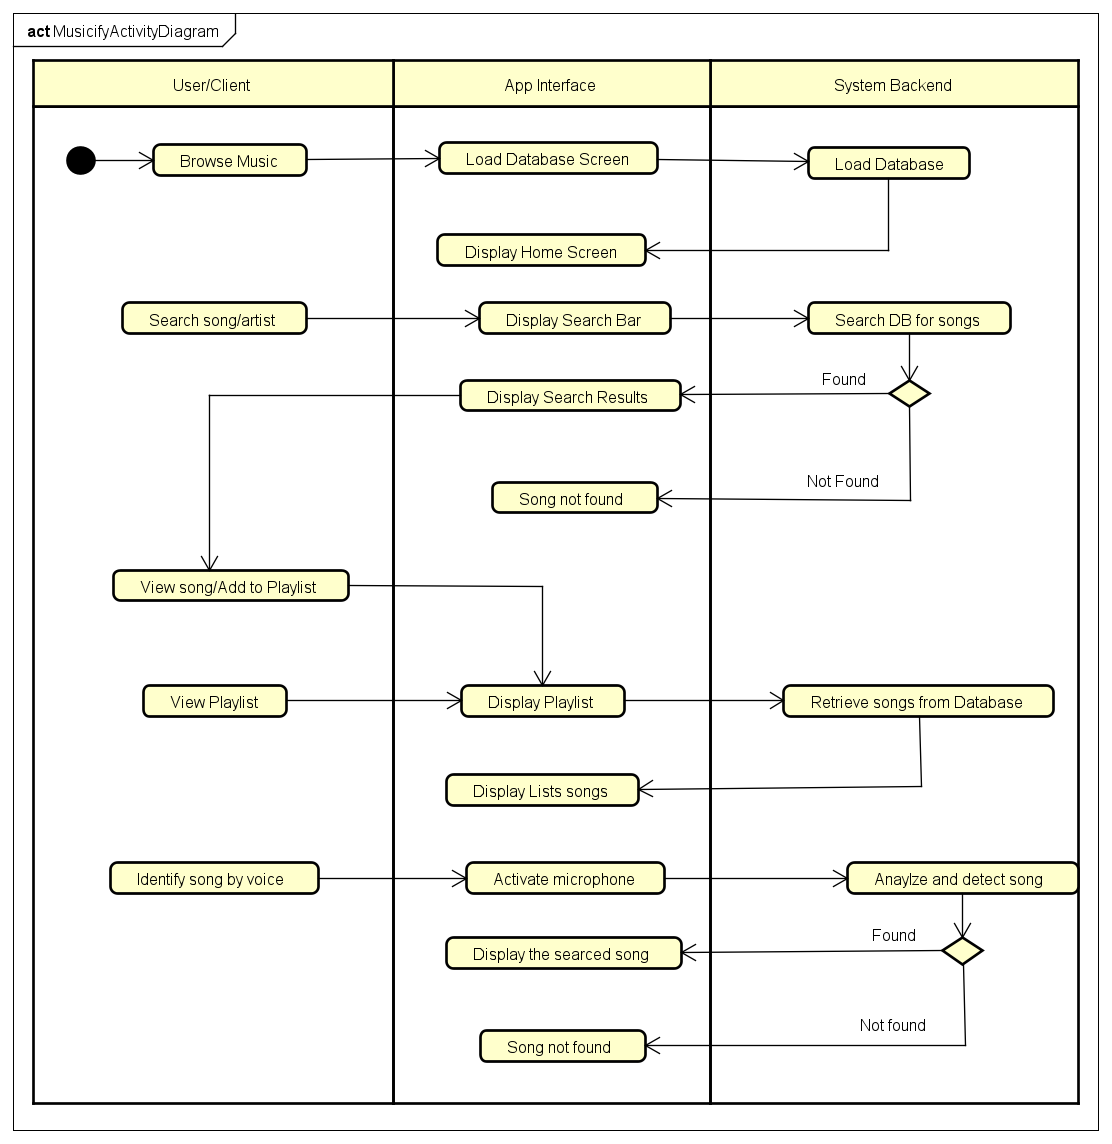 act MusicifyActivityDiagram
User/Client
App Interface
System Backend
Browse Music
Load Database Screen
Load Database
Display Home Screen
Search song/artist
Display Search Bar
Search DB for songs
Found
Display Search Results
Not Found
Song not found
View song/Add to Playlist
View Playlist
Display Playlist
Retrieve songs from Database
Display Lists songs
Identify song by voice
Activate microphone
Anaylze and detect song
Found
Display the searced song
Not found
Song not found